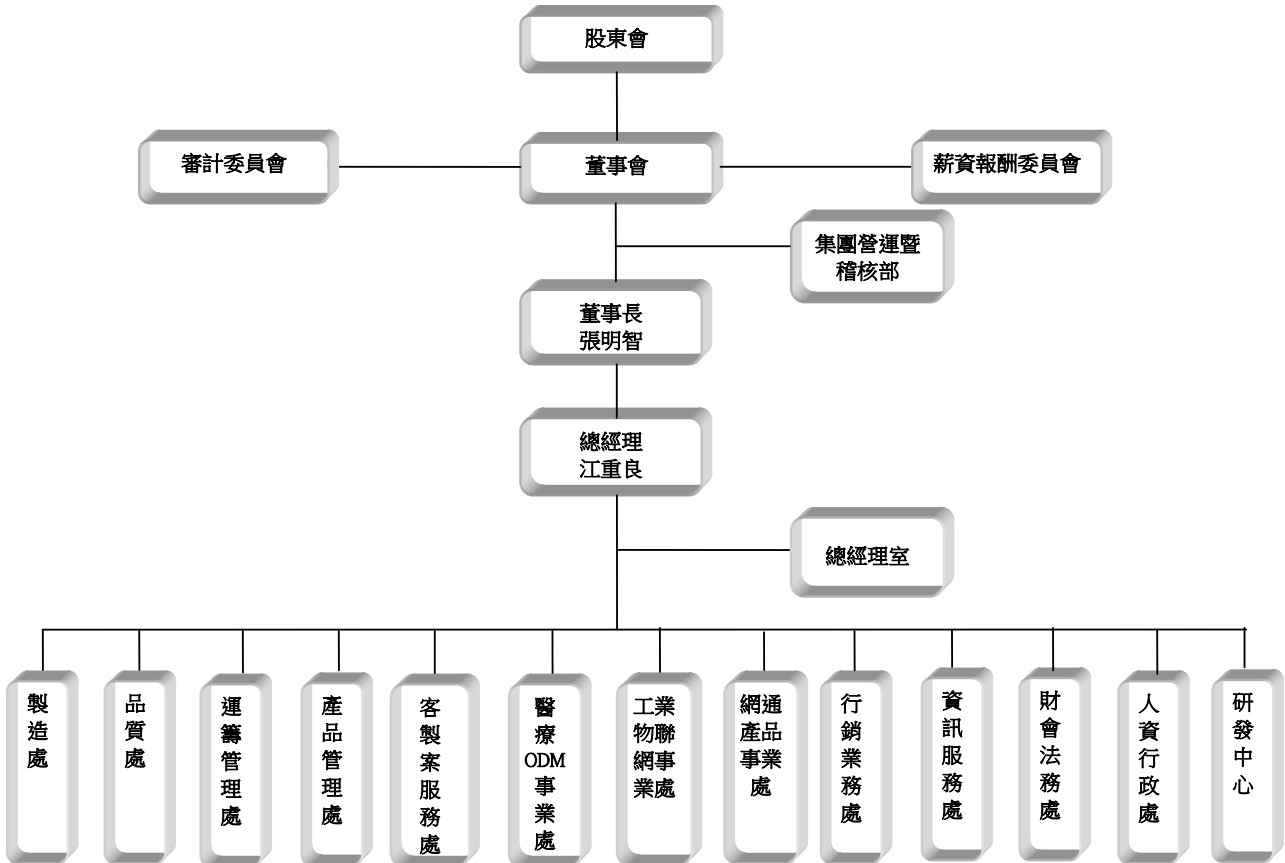 股東會
審計委員會
董事會
薪資報酬委員會
集團營運暨
稽核部
董事長
張明智
總經理
江重良
總經理室
製造處
品質處
運籌管理處
產品管理處
客製案服務處
醫療ODM事業處
工業物聯網事業處
網通產品事業處
行銷業務處
資訊服務處
財會法務處
人資行政處
研發中心